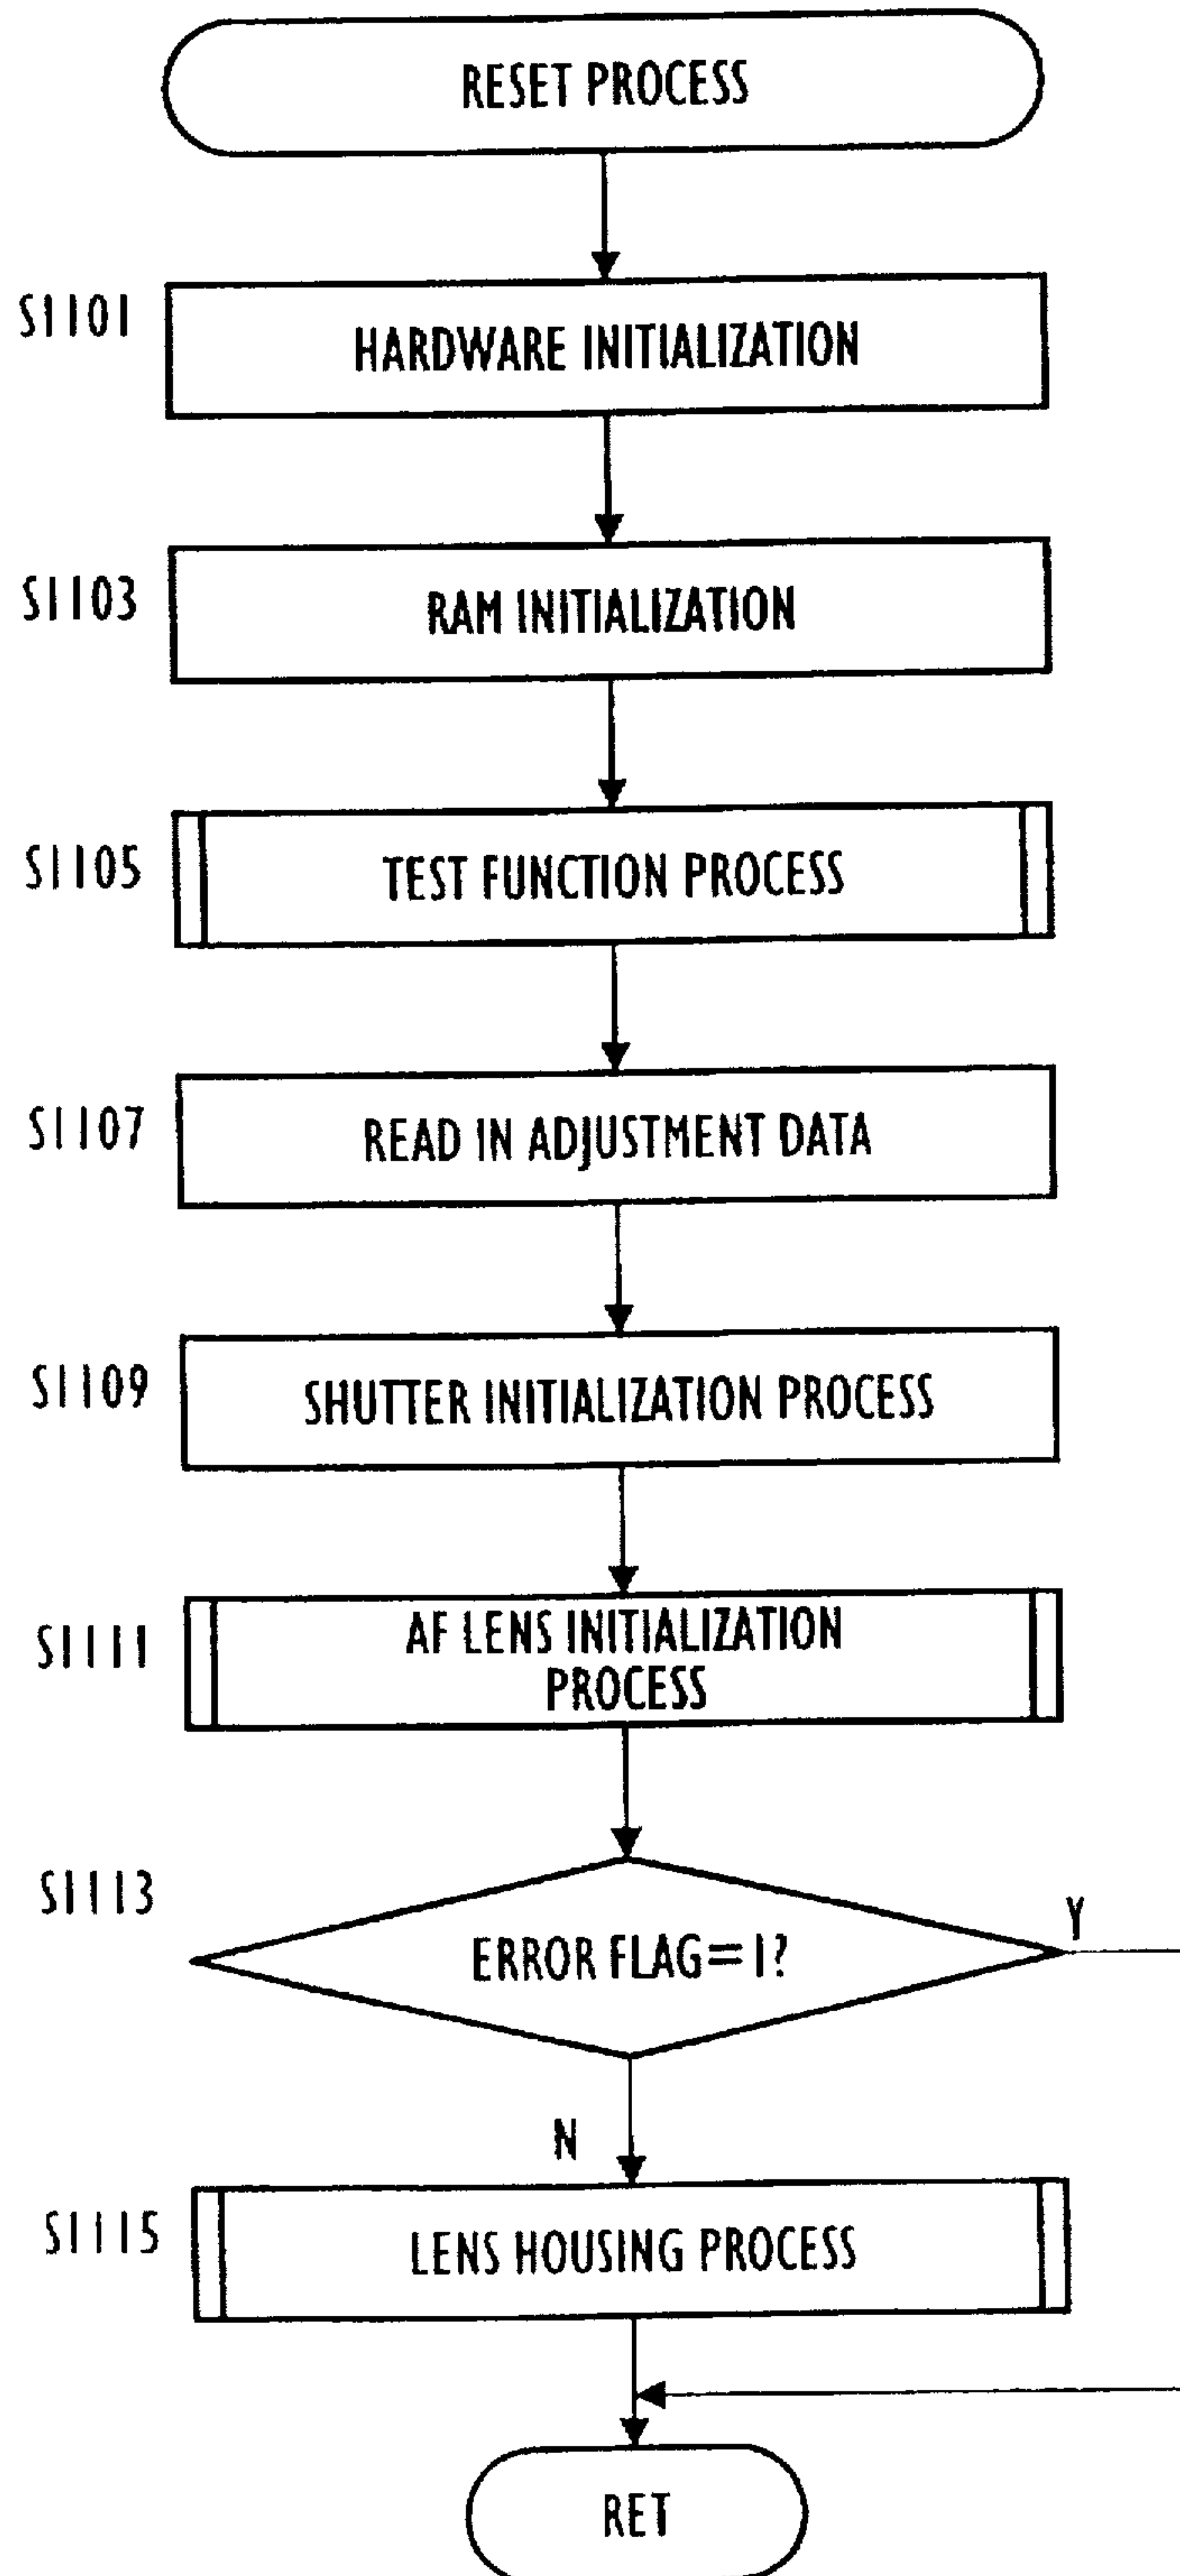 RESET PROCESS
S1101
HARDWARE INITIALIZATION
S1103
RAM INITIALIZATION
S1105
TEST FUNCTION PROCESS
S1107
READ IN ADJUSTMENT DATA
S1109
SHUTTER INITIALIZATION PROCESS
S1111
AF LENS INITIALIZATION
PROCESS
S1113
ERROR FLAG=1?
Y
N
S1115
LENS HOUSING PROCESS
RET